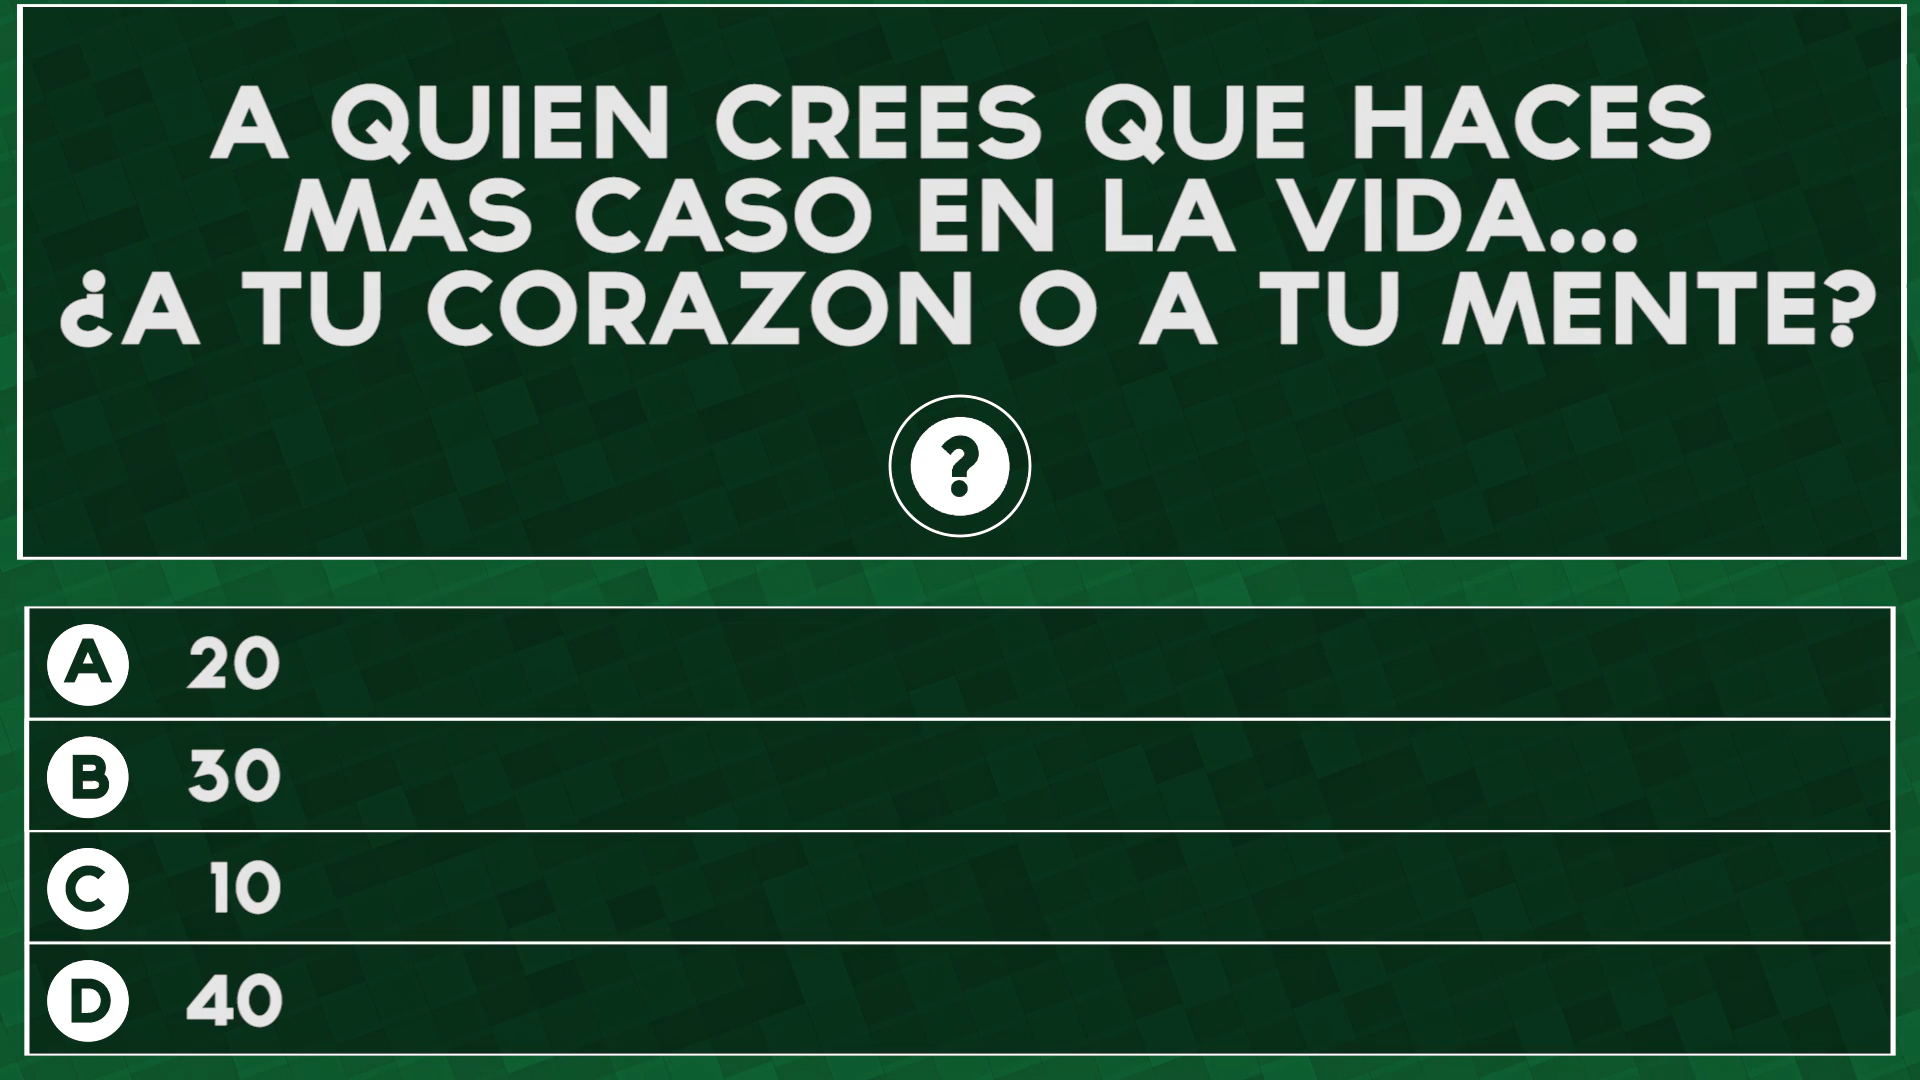 A QUIEN CREES QUE HACES
MAS CASO EN LA VIDA...
¿A TU CORAZON O A TU MENTE?
?
A 20
B 30
C 10
D 40